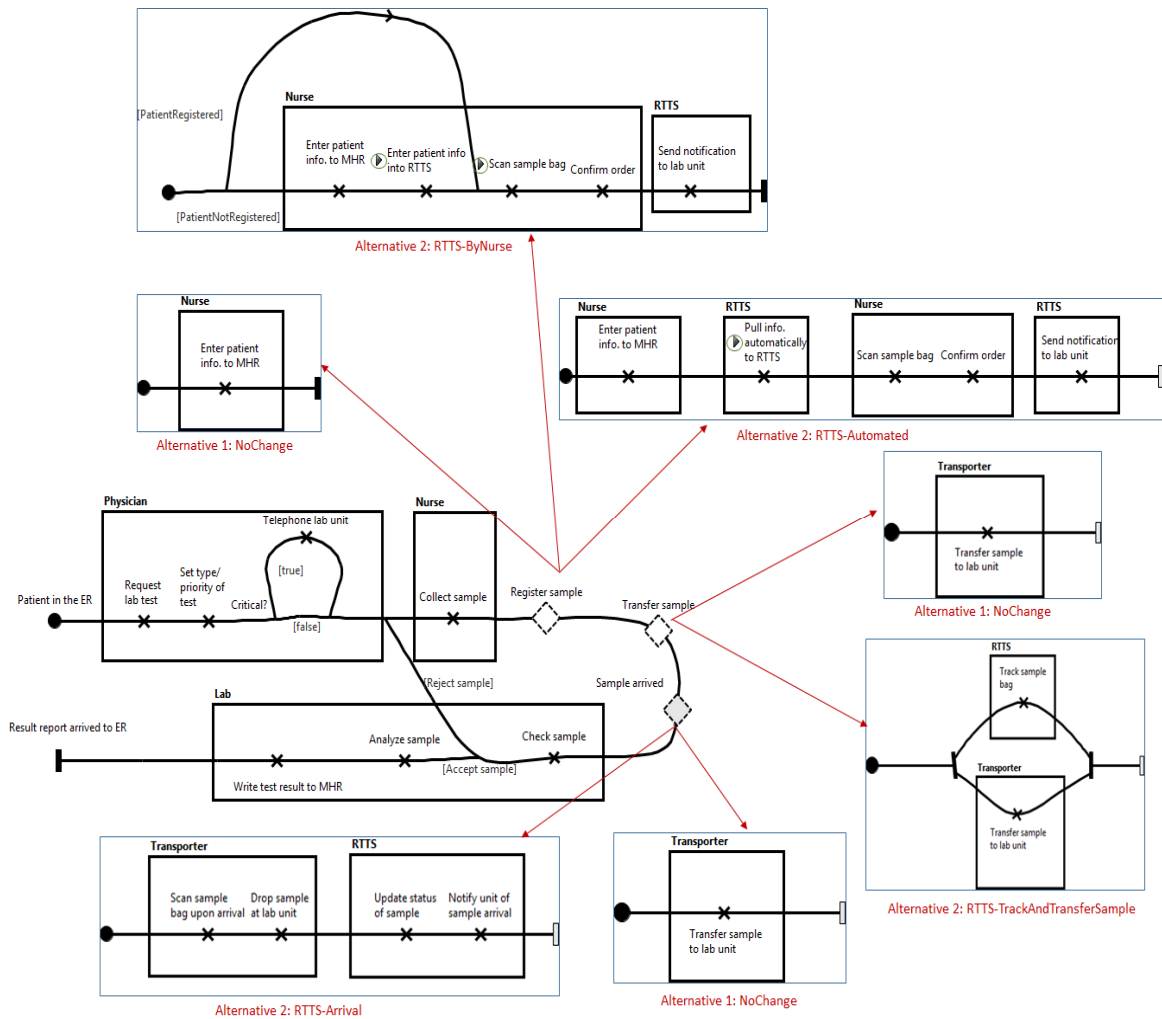 [PatientRegistered]
Nurse
Enter patient
info. to MHR
Enter patient info
into RTTS
Scan sample bag
Confirm order
RTTS
Send notification
to lab unit
[PatientNotRegistered]
Alternative 2: RTTS-ByNurse
Nurse
Enter patient
info. to MHR
Alternative 1: NoChange
Nurse
Enter patient
info. to MHR
RTTS
Pull info.
automatically
to RTTS
Nurse
Scan sample bag
Confirm order
RTTS
Send notification
to lab unit
Alternative 2: RTTS-Automated
Transporter
Transfer sample
to lab unit
Alternative 1: NoChange
Physician
Telephone lab unit
[true]
Set type/
priority of
test
Request
lab test
Critical?
[false]
Patient in the ER
Nurse
Collect sample
Register sample
Transfer sample
Sample arrived
[Reject sample]
Lab
Result report arrived to ER
Analyze sample
Check sample
[Accept sample]
Write test result to MHR
RTTS
Track sample
bag
Transporter
Transfer sample
to lab unit
Alternative 2: RTTS-TrackAndTransferSample
Transporter
Scan sample
bag upon arrival
Drop sample
at lab unit
RTTS
Update status
of sample
Notify unit of
sample arrival
Alternative 2: RTTS-Arrival
Transporter
Transfer sample
to lab unit
Alternative 1: NoChange